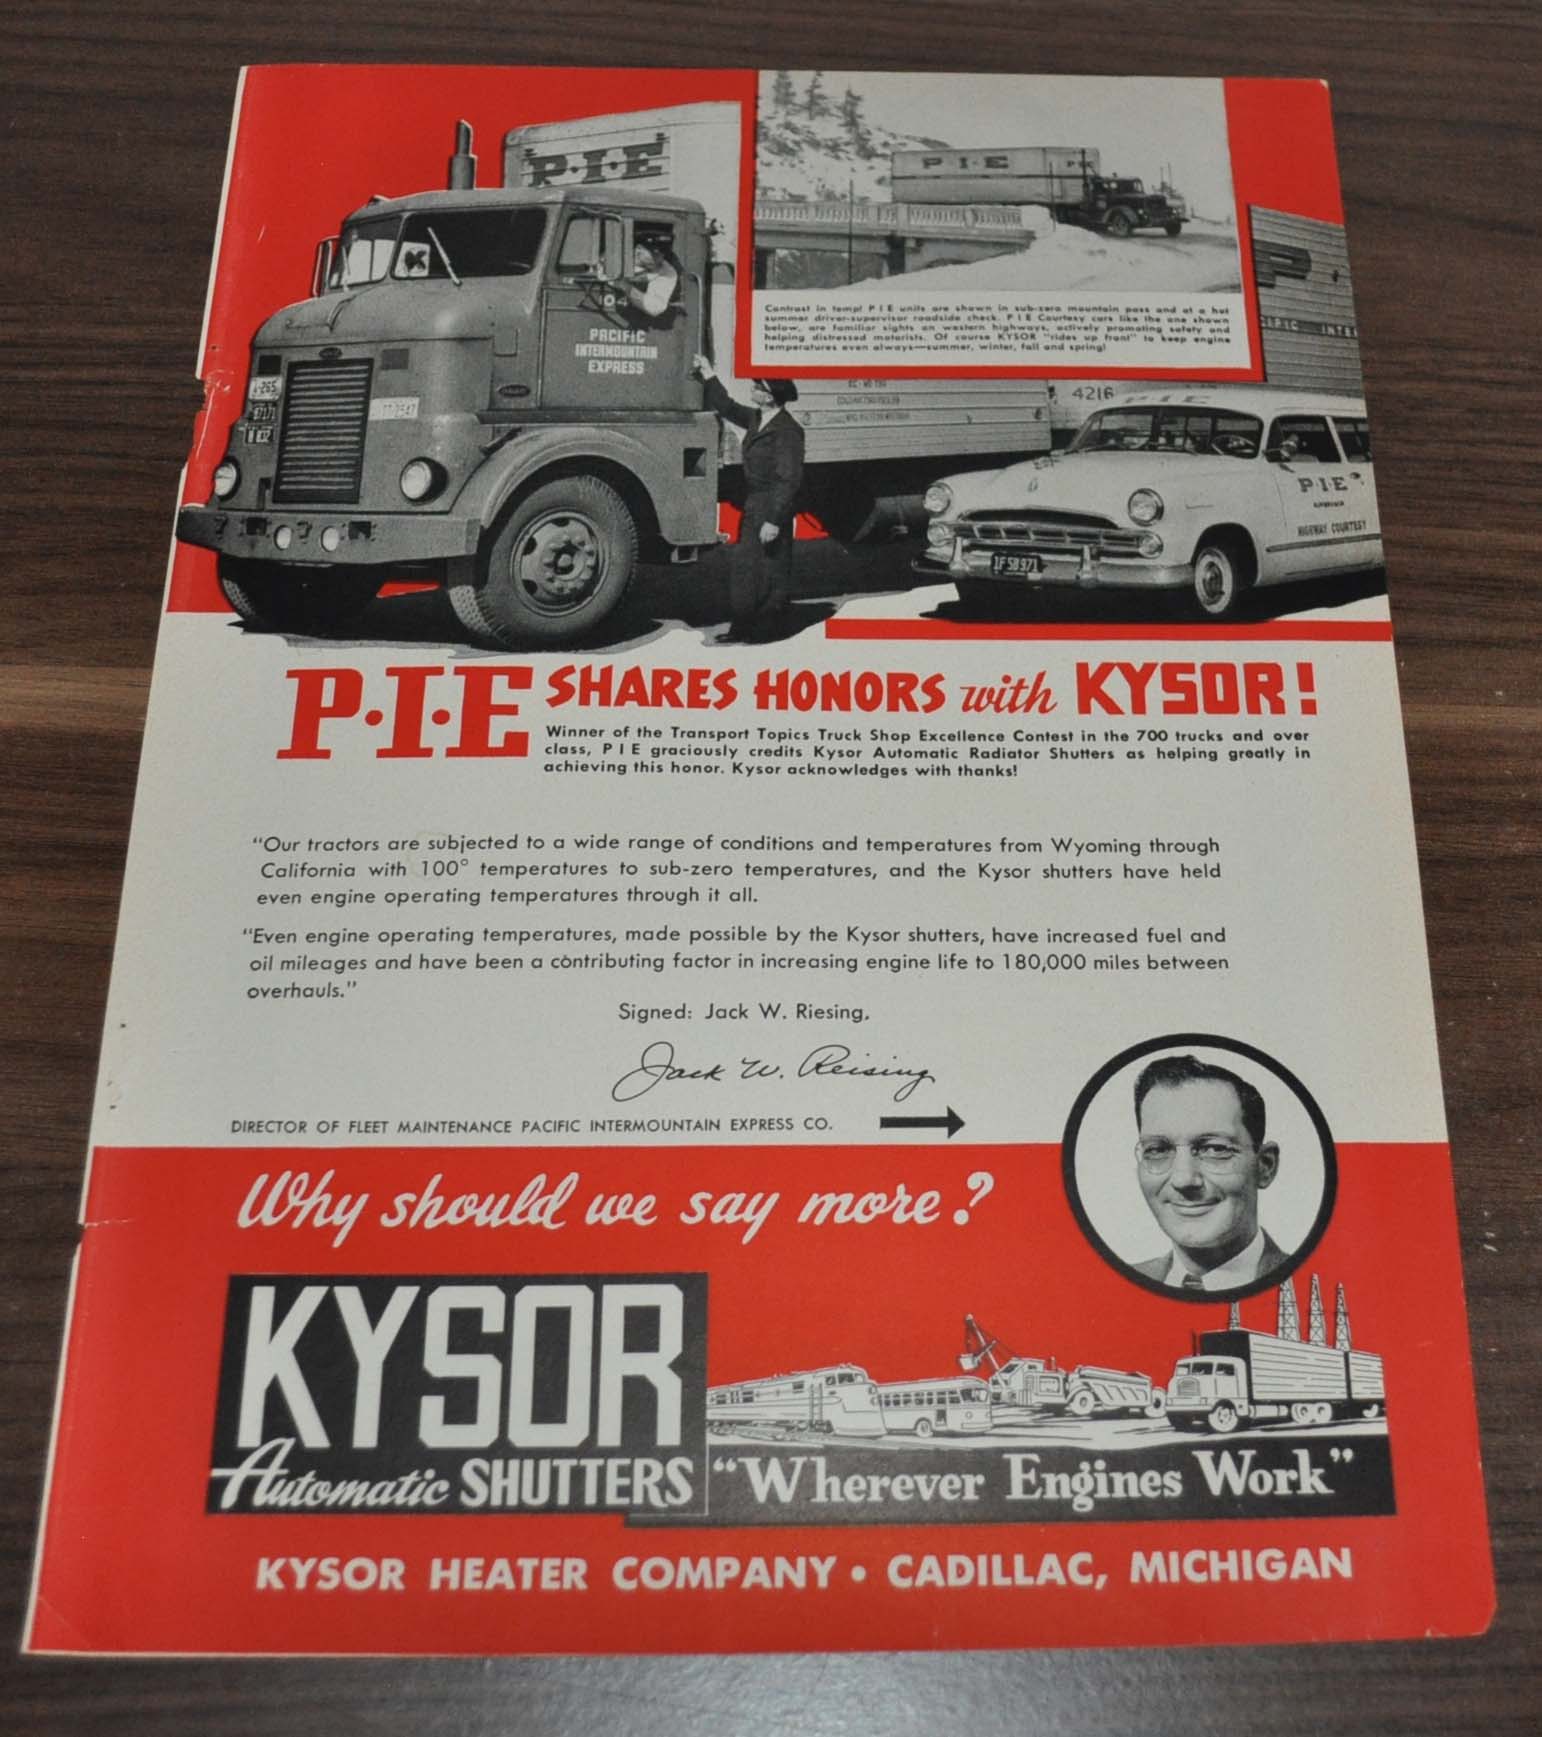 P·I·E
P·I·E
P·I·E
104
PACIFIC
INTERMOUNTAIN
EXPRESS
Contrast in temp! P I E units are shown in sub-zero mountain pass and at a hot
summer driver-supervisor roadside check. P I E Courtesy cars like the one shown
below, are familiar sights on western highways, actively promoting safety and
helping distressed motorists. Of course KYSOR "rides up front" to keep engine
temperatures even always—summer, winter, fall and spring!
4216
P·I·E
P·I·E
HIGHWAY COURTESY
1F 58 971
P·I·E SHARES HONORS with KYSOR!
Winner of the Transport Topics Truck Shop Excellence Contest in the 700 trucks and over
class, P I E graciously credits Kysor Automatic Radiator Shutters as helping greatly in
achieving this honor. Kysor acknowledges with thanks!
"Our tractors are subjected to a wide range of conditions and temperatures from Wyoming through
California with 100° temperatures to sub-zero temperatures, and the Kysor shutters have held
even engine operating temperatures through it all.
"Even engine operating temperatures, made possible by the Kysor shutters, have increased fuel and
oil mileages and have been a contributing factor in increasing engine life to 180,000 miles between
overhauls."
Signed: Jack W. Riesing.
Jack W. Reising
DIRECTOR OF FLEET MAINTENANCE PACIFIC INTERMOUNTAIN EXPRESS CO.
Why should we say more?
KYSOR
Automatic SHUTTERS
"Wherever Engines Work"
KYSOR HEATER COMPANY • CADILLAC, MICHIGAN